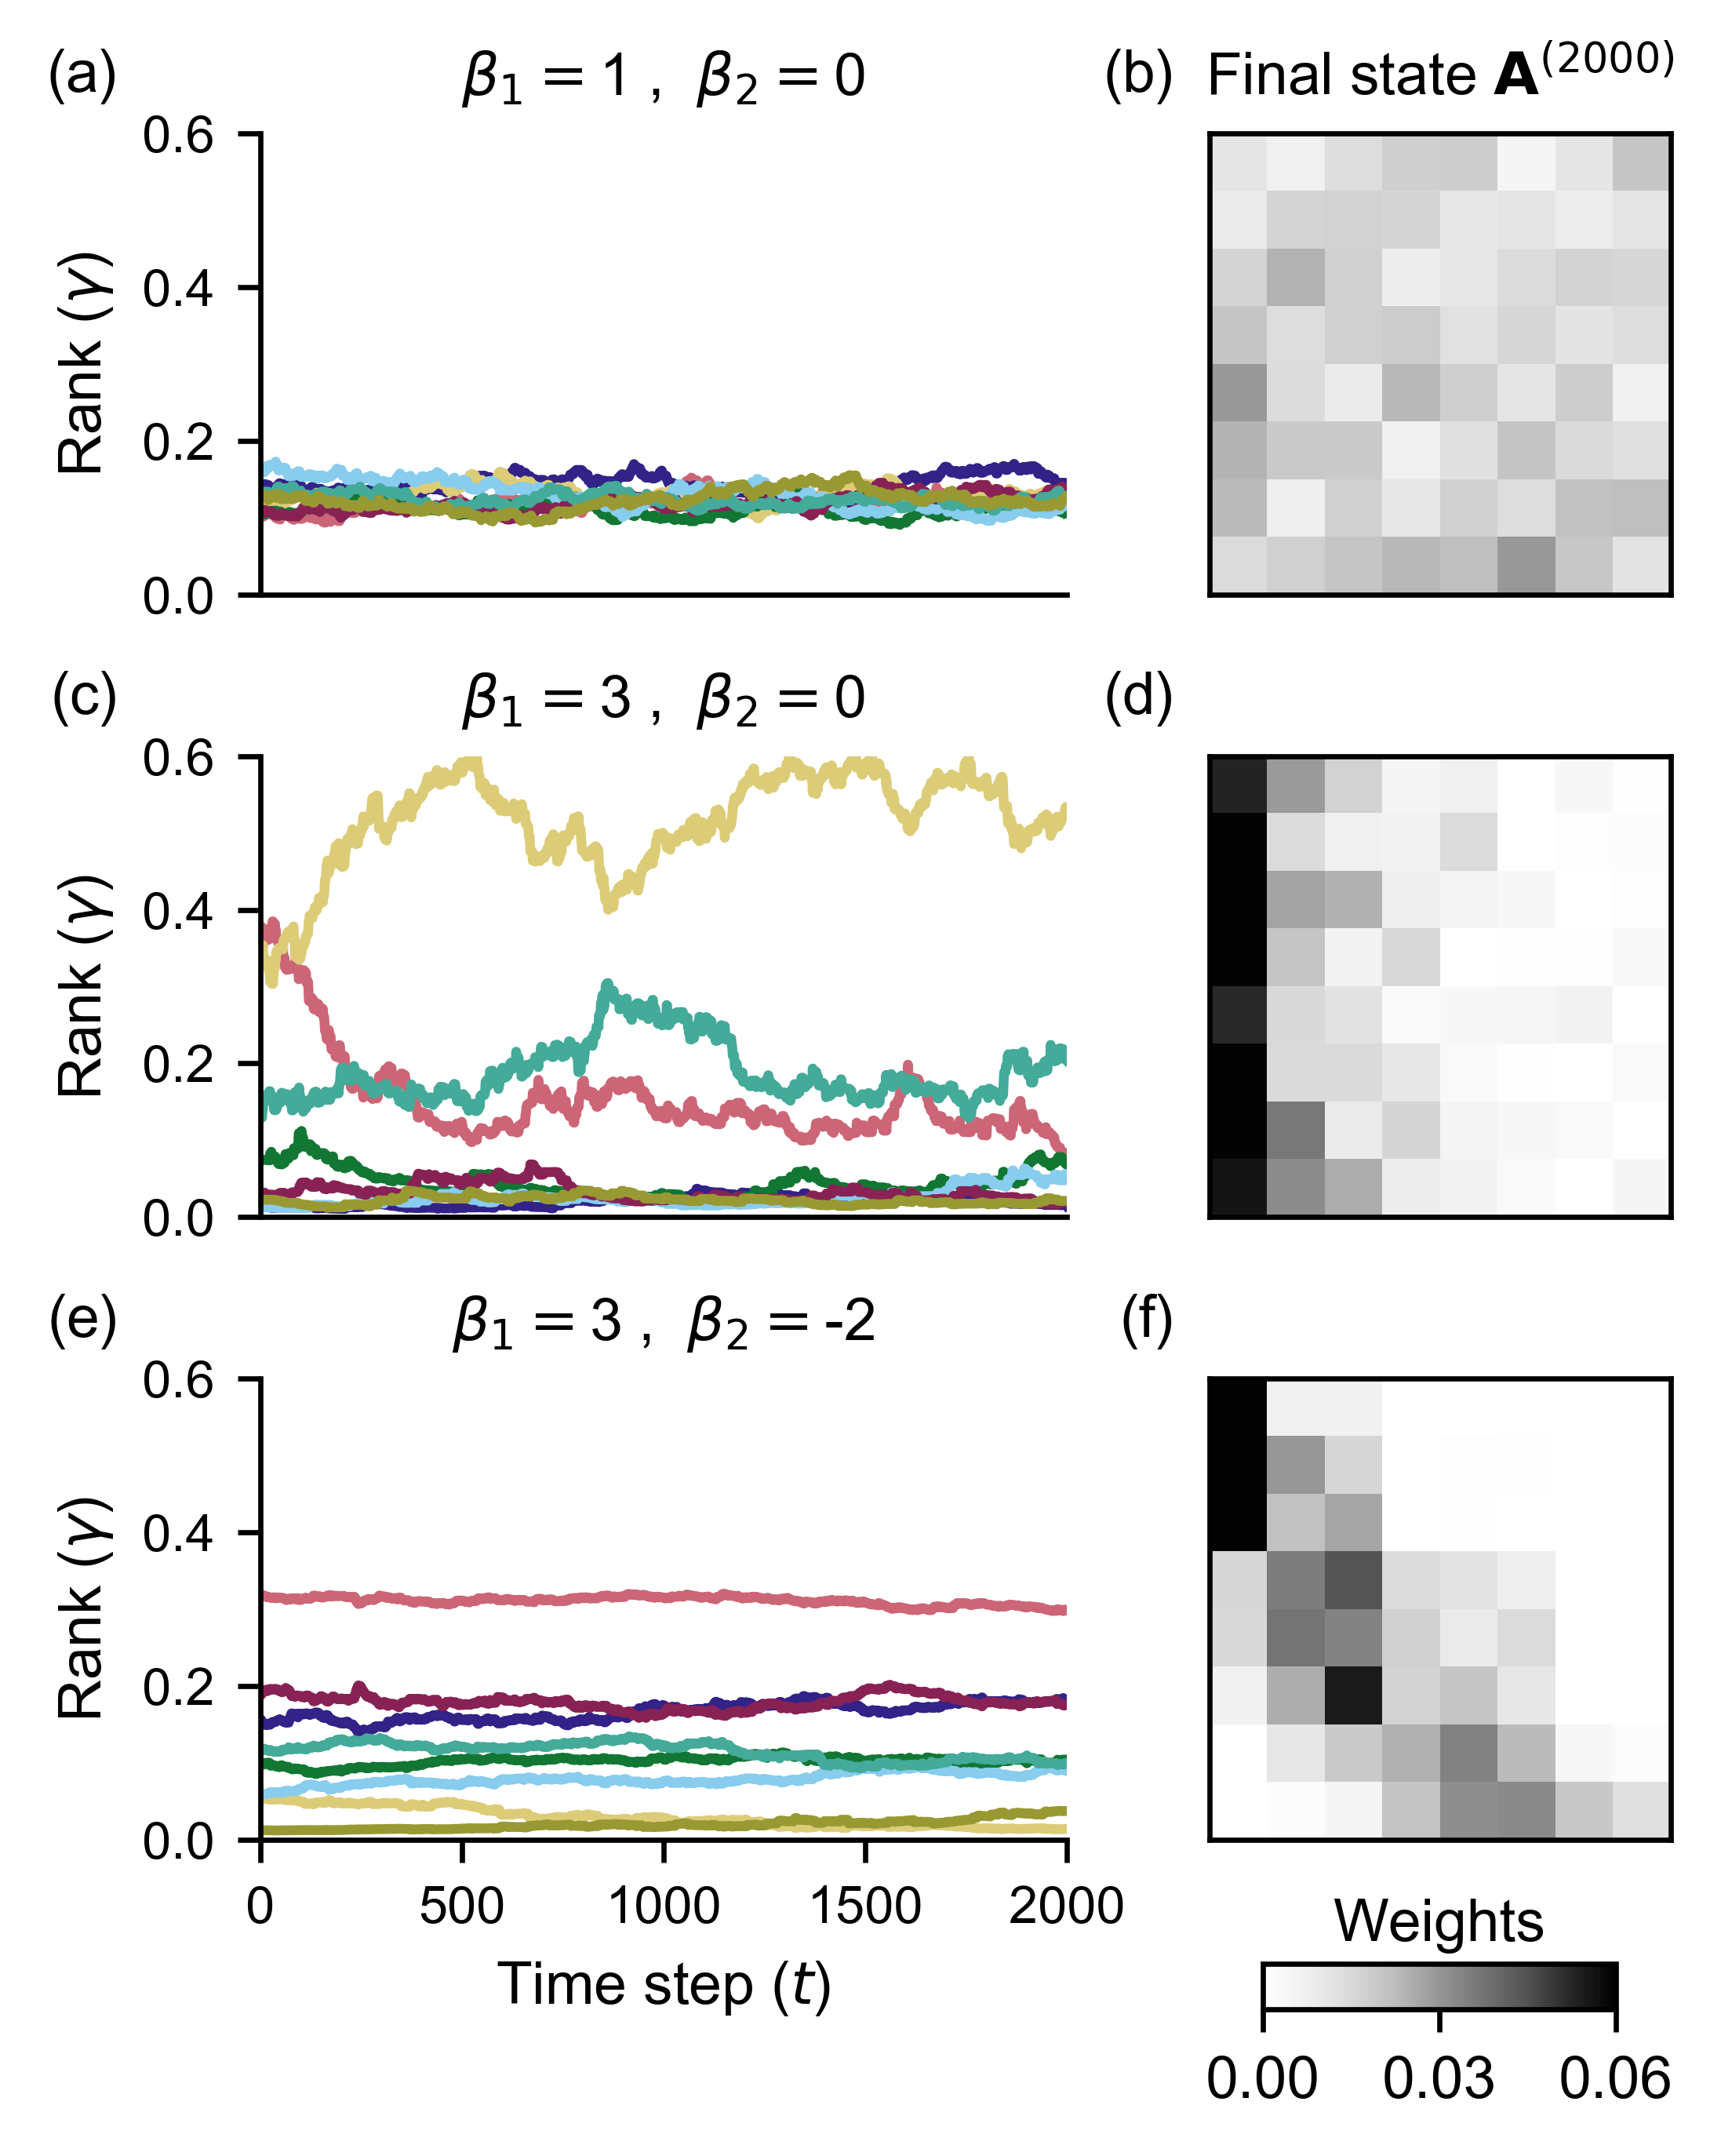 (a) β₁ = 1 , β₂ = 0 (b) Final state A⁽²⁰⁰⁰⁾
0.6
0.4
0.2
0.0
Rank (γ)
(c) β₁ = 3 , β₂ = 0 (d)
0.6
0.4
0.2
0.0
Rank (γ)
(e) β₁ = 3 , β₂ = -2 (f)
0.6
0.4
0.2
0.0
Rank (γ)
0 500 1000 1500 2000
Time step (t)
Weights
0.00 0.03 0.06